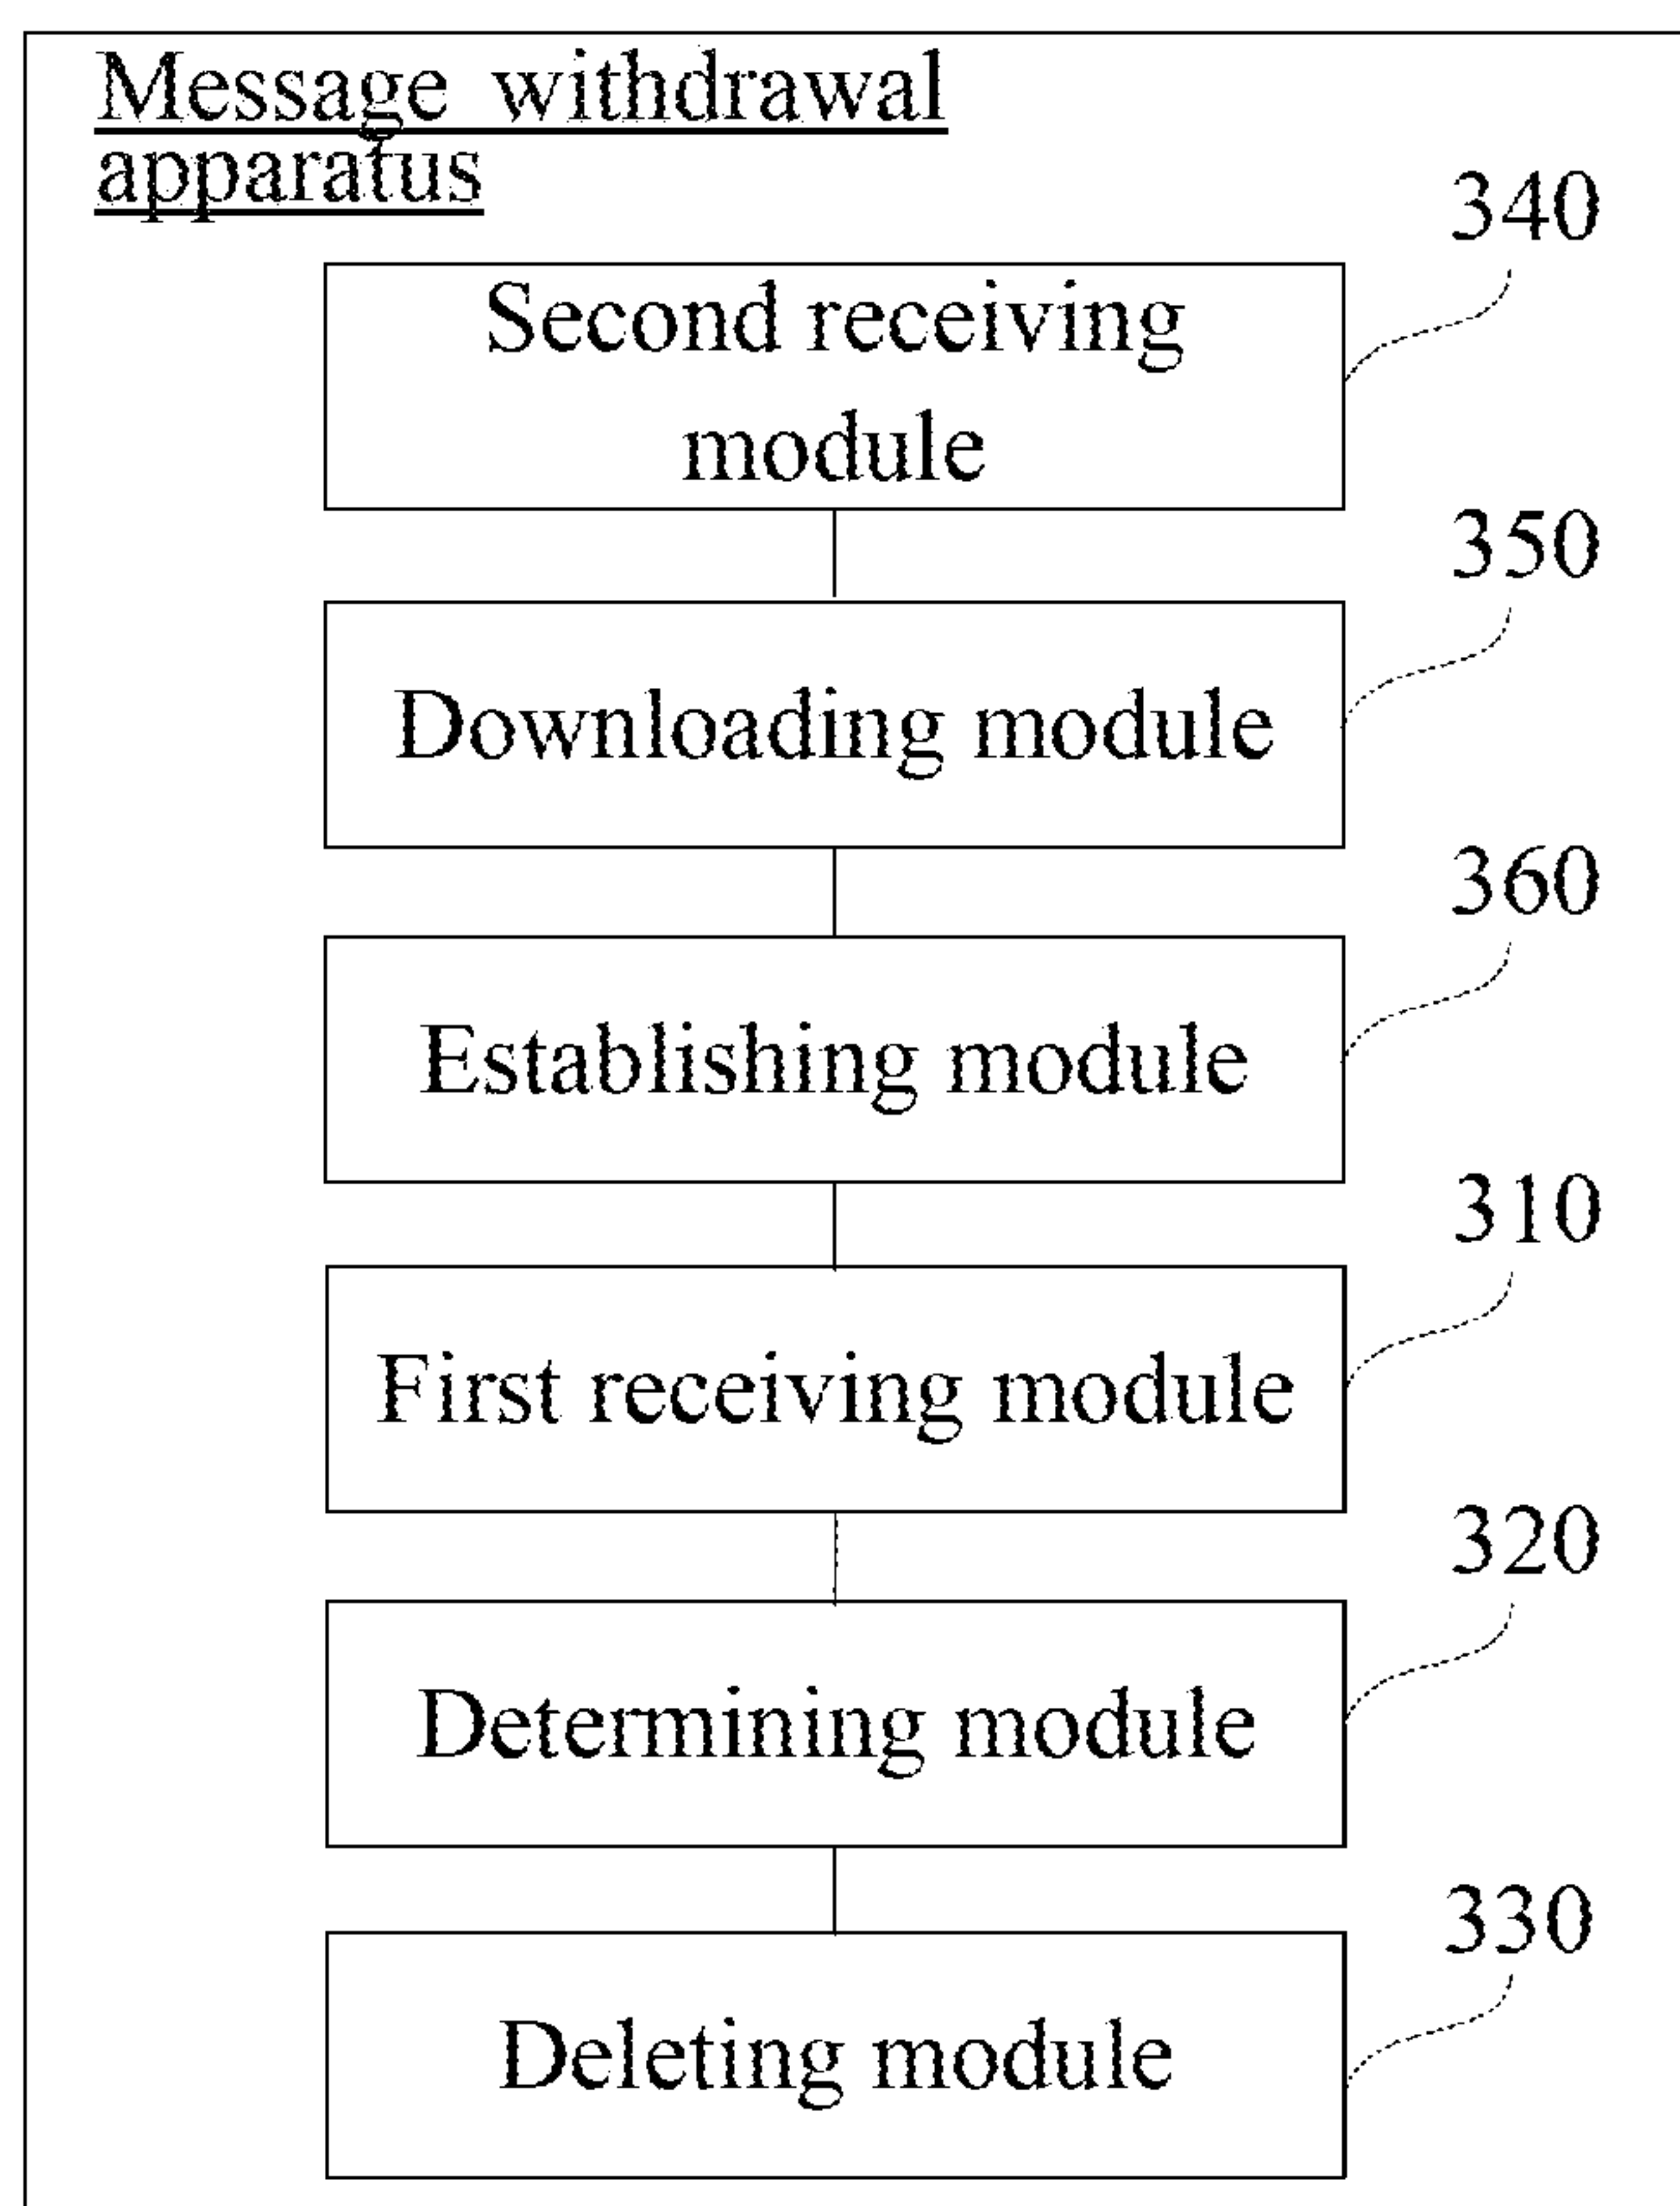 Message withdrawal
apparatus
340
Second receiving
module
350
Downloading module
360
Establishing module
310
First receiving module
320
Determining module
330
Deleting module